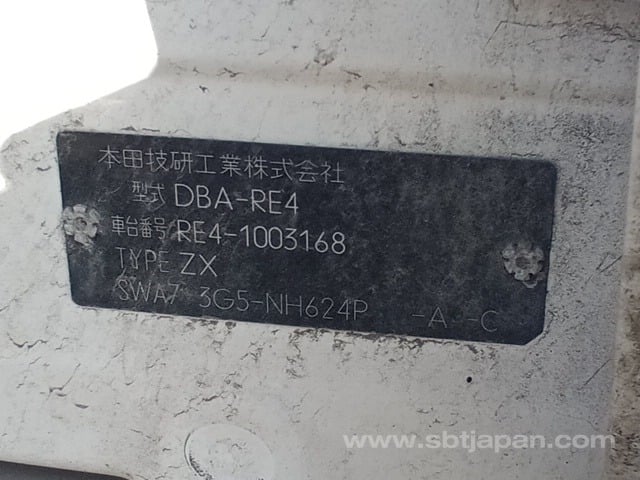 本田技研工業株式会社
型式 DBA-RE4
車台番号 RE4-1003168
TYPE ZX
SWA7 3G5-NH624P -A -C
www.sbtjapan.com